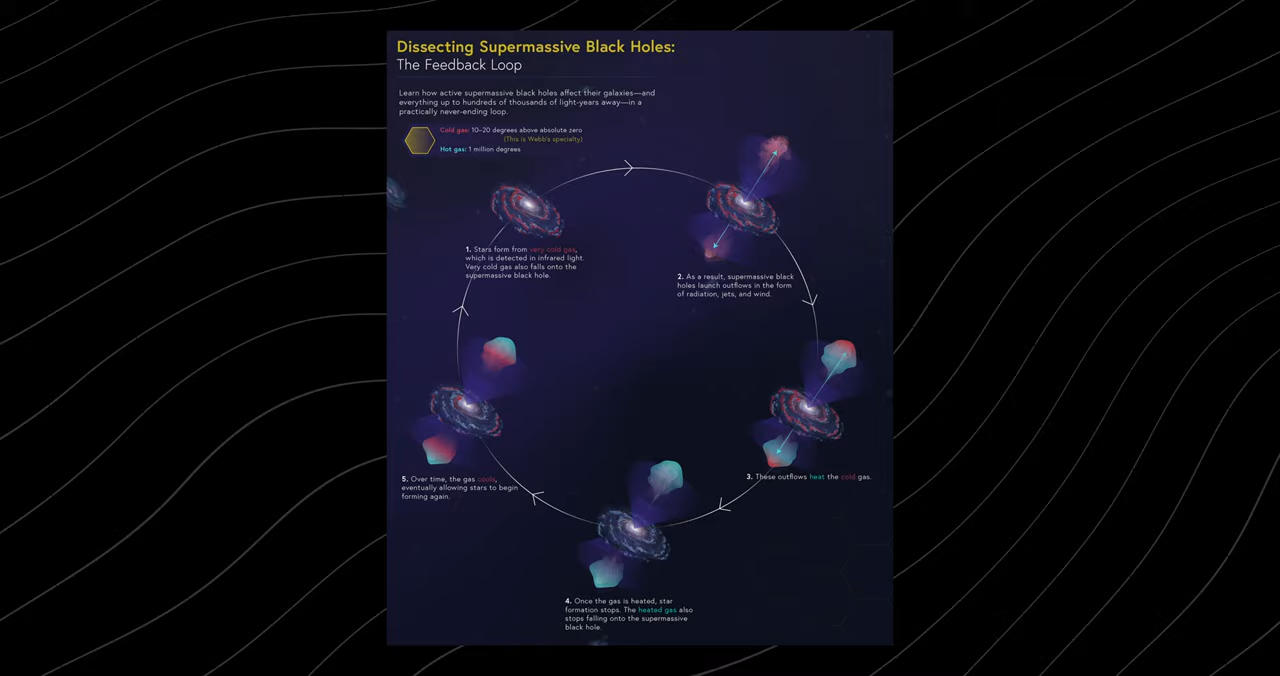 Dissecting Supermassive Black Holes:
The Feedback Loop
Learn how active supermassive black holes affect their galaxies—and
everything up to hundreds of thousands of light-years away—in a
practically never-ending loop.
Cold gas: 10–20 degrees above absolute zero
(This is Webb's specialty)
Hot gas: 1 million degrees
1. Stars form from very cold gas,
which is detected in infrared light.
Very cold gas also falls onto the
supermassive black hole.
2. As a result, supermassive black
holes launch outflows in the form
of radiation, jets, and wind.
3. These outflows heat the cold gas.
4. Once the gas is heated, star
formation stops. The heated gas also
stops falling onto the supermassive
black hole.
5. Over time, the gas cools,
eventually allowing stars to begin
forming again.